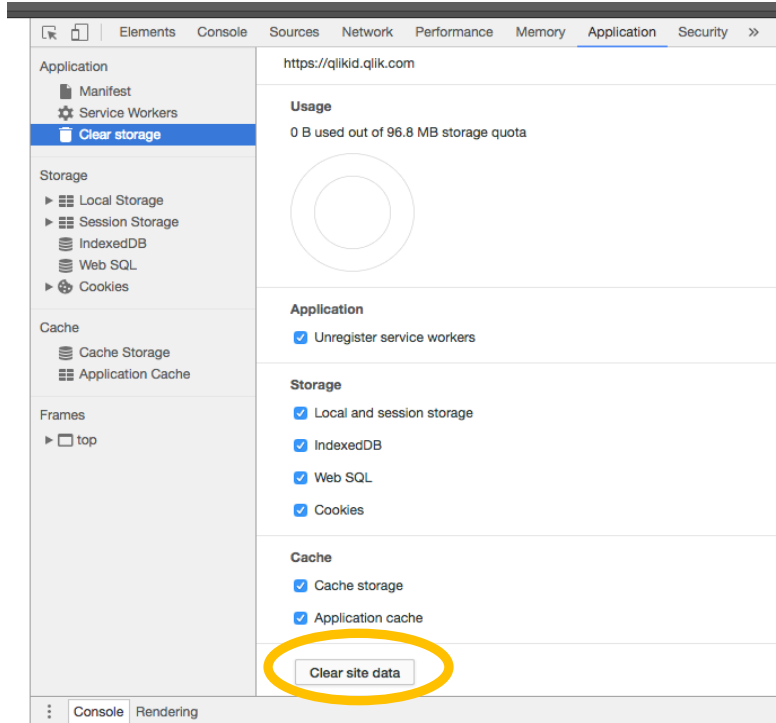 Elements Console Sources Network Performance Memory Application Security »
Application
Manifest
Service Workers
Clear storage
Storage
Local Storage
Session Storage
IndexedDB
Web SQL
Cookies
Cache
Cache Storage
Application Cache
Frames
top
https://qlikid.qlik.com
Usage
0 B used out of 96.8 MB storage quota
Application
Unregister service workers
Storage
Local and session storage
IndexedDB
Web SQL
Cookies
Cache
Cache storage
Application cache
Clear site data
Console Rendering